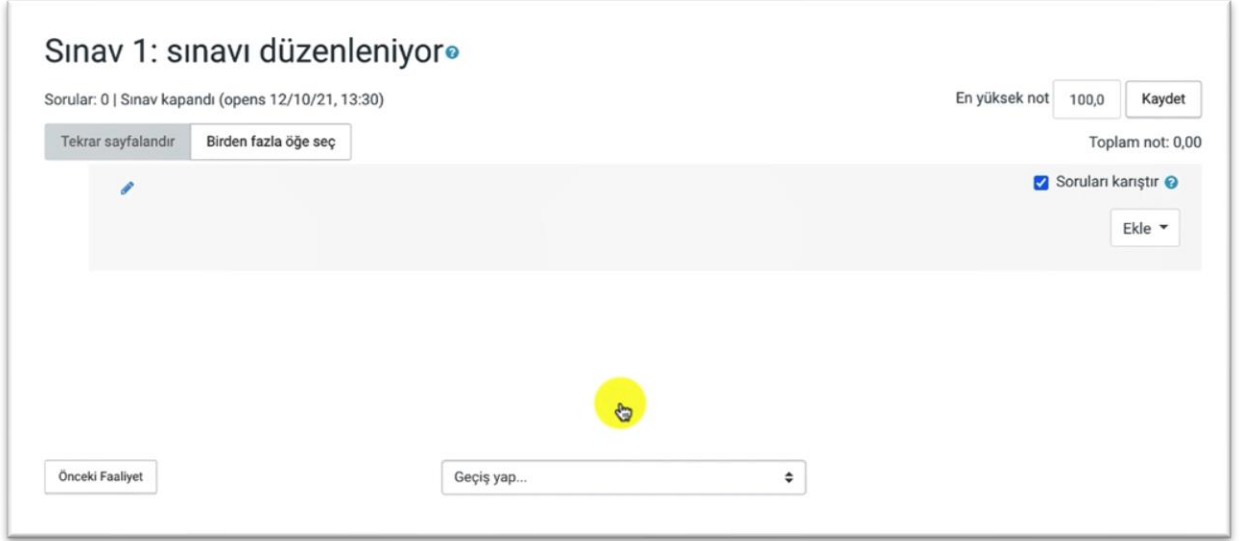 Sınav 1: sınavı düzenleniyor
Sorular: 0 | Sınav kapandı (opens 12/10/21, 13:30)
En yüksek not 100,0 Kaydet
Tekrar sayfalandır Birden fazla öğe seç
Toplam not: 0,00
Soruları karıştır
Ekle
Önceki Faaliyet
Geçiş yap...